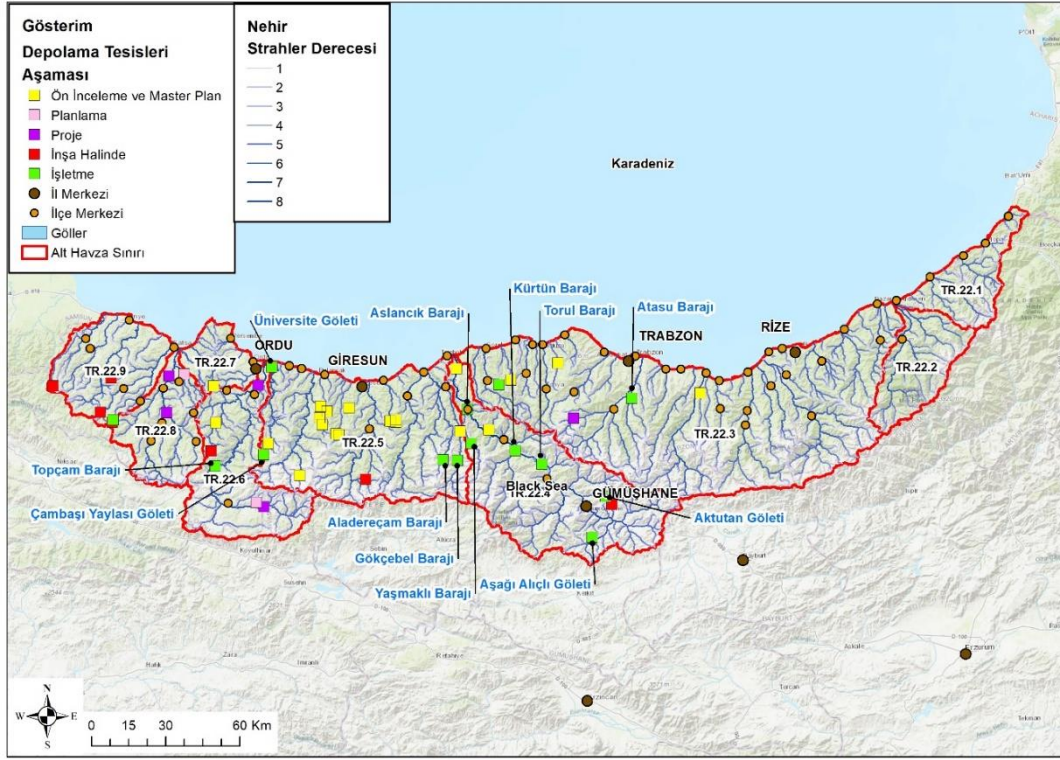 Gösterim
Depolama Tesisleri
Aşaması
Ön İnceleme ve Master Plan
Planlama
Proje
İnşa Halinde
İşletme
İl Merkezi
İlçe Merkezi
Göller
Alt Havza Sınırı
Nehir
Strahler Derecesi
1
2
3
4
5
6
7
8
Karadeniz
TR.22.1
Kürtün Barajı
Torul Barajı
Aslancık Barajı
Atasu Barajı
Üniversite Göleti
TRABZON
RİZE
ORDU
GİRESUN
TR.22.7
TR.22.9
TR.22.2
TR.22.8
TR.22.5
TR.22.3
Topçam Barajı
TR.22.6
Black Sea
TR.22.4
GÜMÜŞHANE
Çambaşı Yaylası Göleti
Aladereçam Barajı
Aktutan Göleti
Gökçebel Barajı
Yaşmaklı Barajı
Aşağı Alıçlı Göleti
Erzurum
N
W
E
S
0 15 30 60 Km